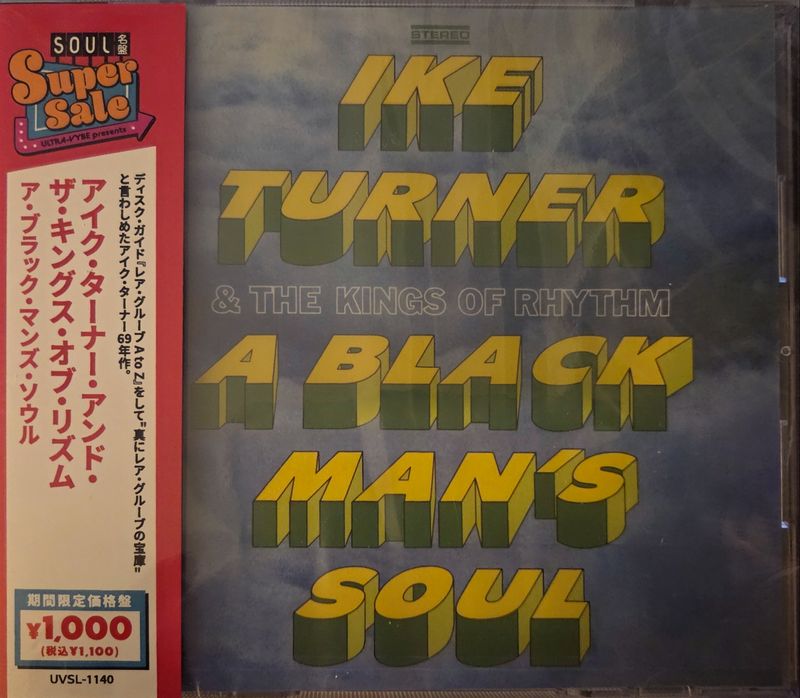 SOUL 名盤
Super
Sale
ULTRA-VYBE presents
ディスク・ガイド『レア・グルーブ A to Z』をして"真にレア・グルーブの宝庫"
と言わしめたアイク・ターナー69年作。
アイク・ターナー・アンド・
ザ・キングス・オブ・リズム
ア・ブラック・マンズ・ソウル
期間限定価格盤
¥1,000
(税込¥1,100)
UVSL-1140
STEREO
IKE
TURNER
& THE KINGS OF RHYTHM
A BLACK
MAN'S
SOUL